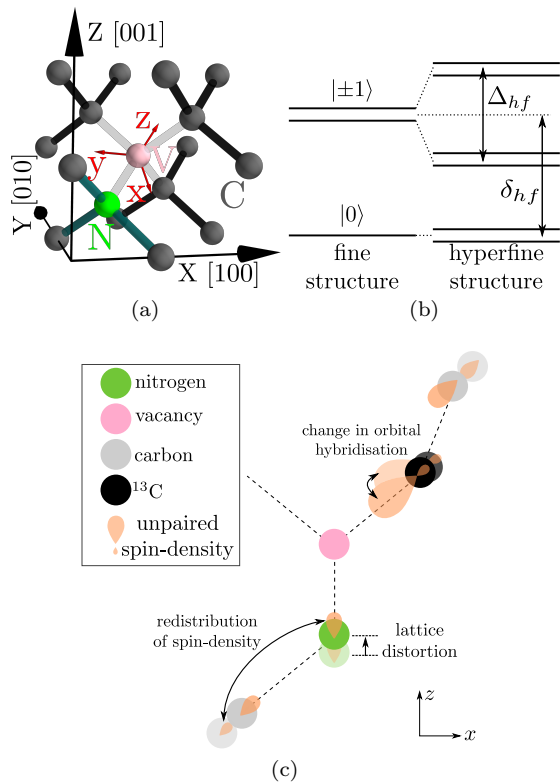 Z [001]
z
V
y
x
C
Y [010]
N
X [100]
(a)
|±1⟩
Δhf
δhf
|0⟩
fine
structure
hyperfine
structure
(b)
nitrogen
vacancy
carbon
¹³C
unpaired
spin-density
change in orbital
hybridisation
redistribution
of spin-density
lattice
distortion
z
x
(c)